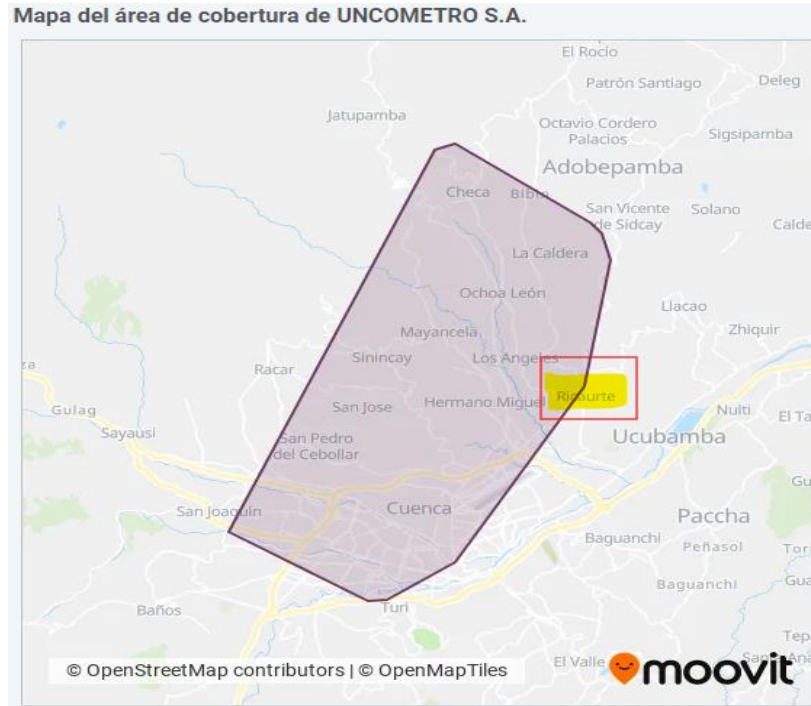 Mapa del área de cobertura de UNCOMETRO S.A.
El Rocío
Patrón Santiago
Deleg
Jatupamba
Octavio Cordero
Palacios
Sigsipamba
Adobepamba
Checa
San Vicente
de Sidcay
Solano
La Caldera
Ochoa León
Llacao
Mayancela
Zhiquir
Sinincay
Los Angeles
Racar
Ricaurte
San Jose
Hermano Miguel
Gulag
Nulti
Sayausi
San Pedro
del Cebollar
Ucubamba
San Joaquin
Cuenca
Paccha
Baguanchi
Peñasol
Baguanchi
Baños
Turi
El Valle
© OpenStreetMap contributors | © OpenMapTiles
moovit